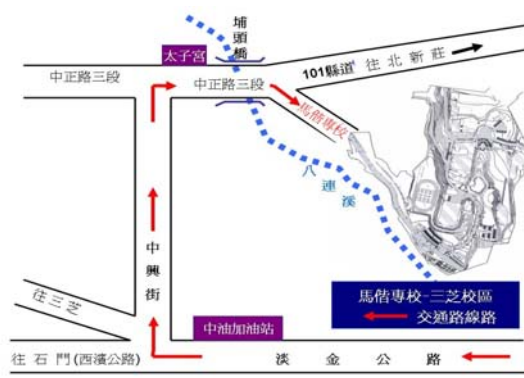 埔頭橋
太子宮
中正路三段
中正路三段
101縣道 往北新莊
馬偕專校
八連溪
中興街
往三芝
中油加油站
馬偕專校-三芝校區
交通路線路
往石門(西濱公路)
淡金公路